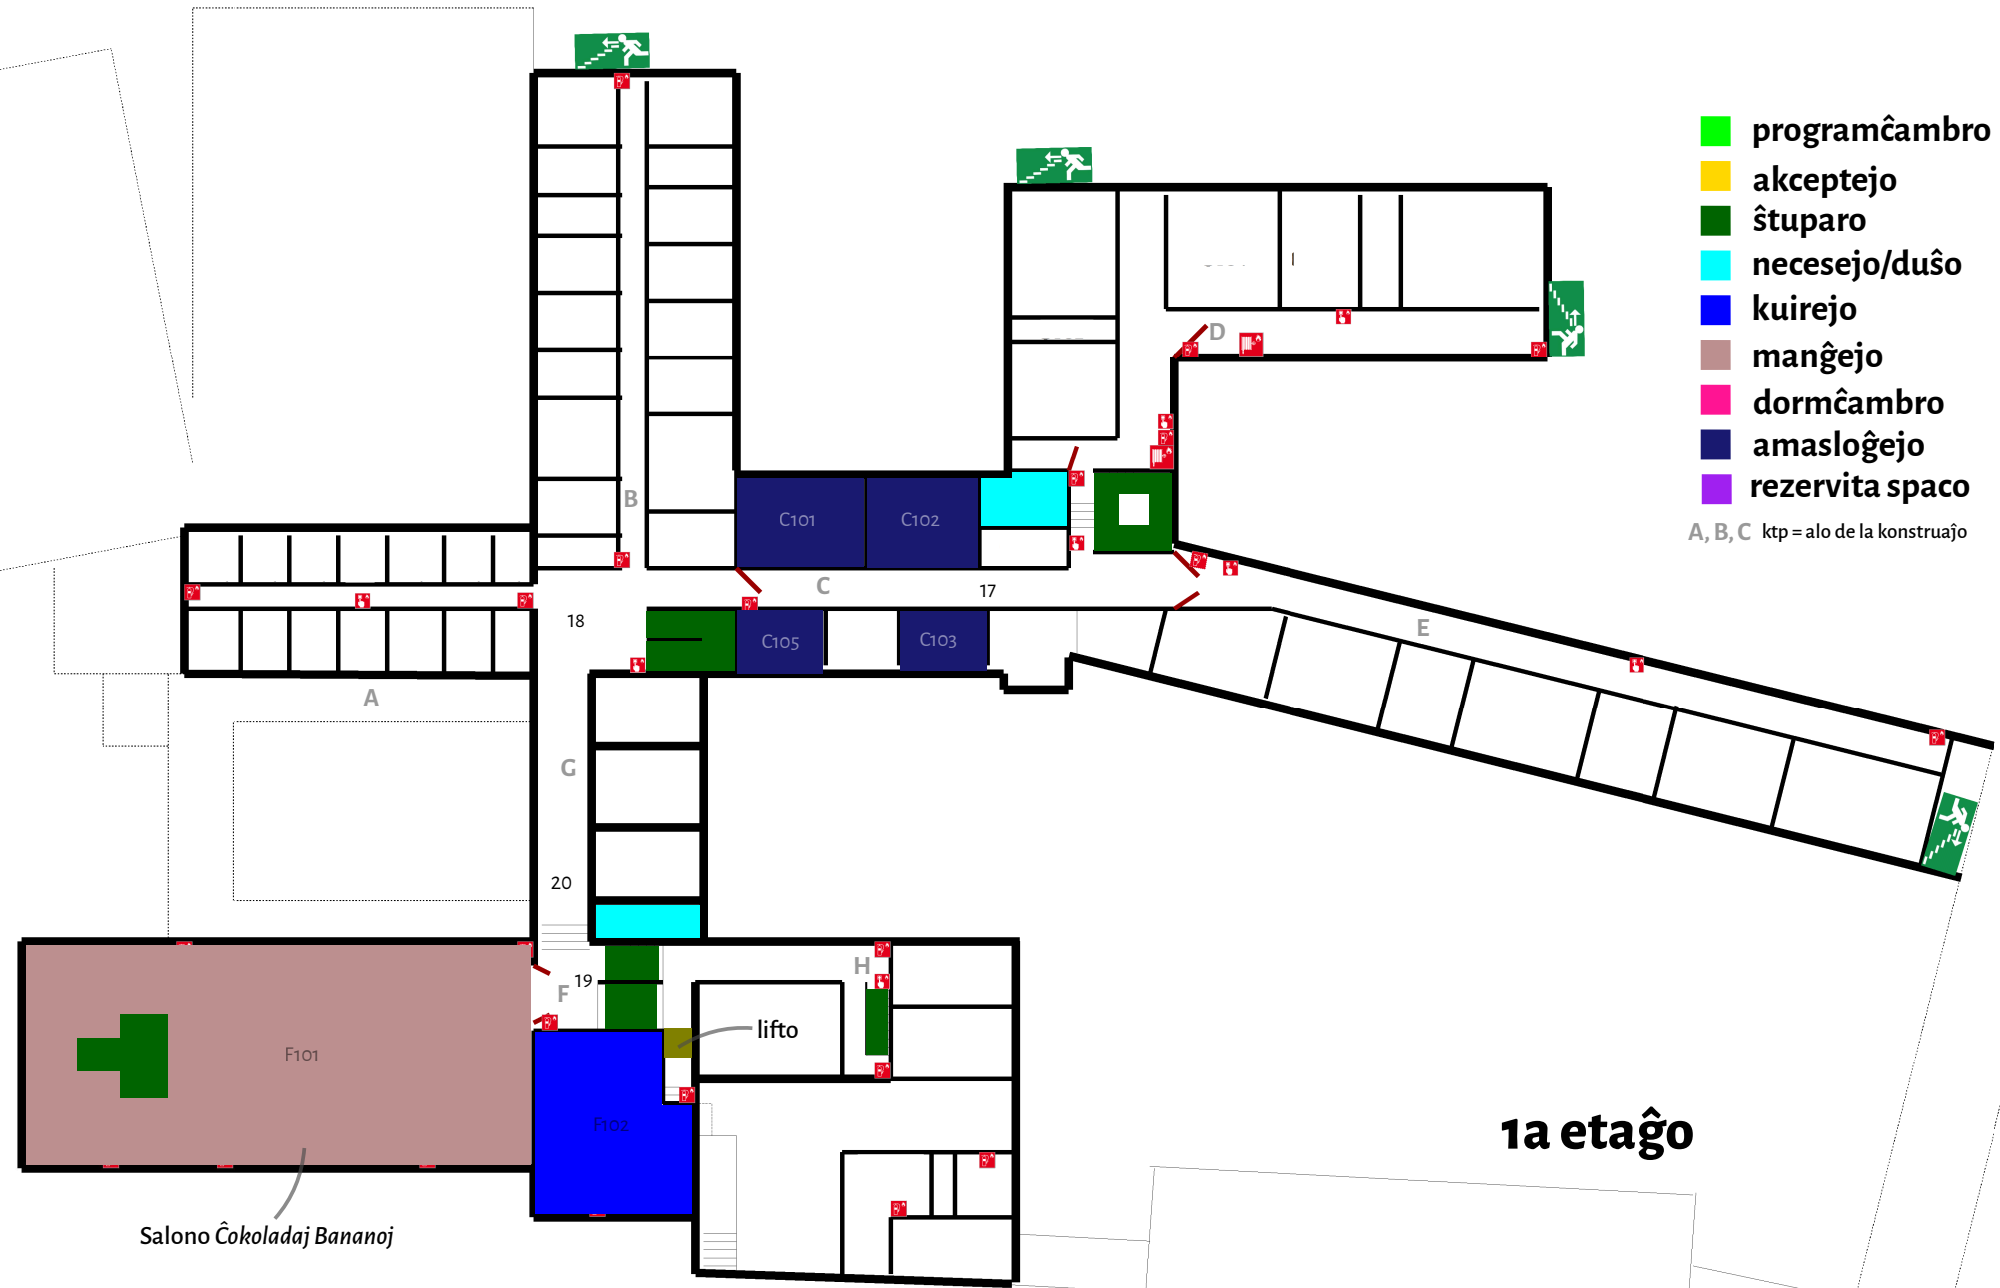 programĉambro
akceptejo
ŝtuparo
necesejo/duŝo
kuirejo
manĝejo
dormĉambro
amasloĝejo
rezervita spaco
A, B, C ktp = alo de la konstruaĵo
D
B
C101
C102
C
17
18
C105
C103
E
A
G
20
H
19
F
lifto
F101
F102
1a etaĝo
Salono Ĉokoladaj Bananoj